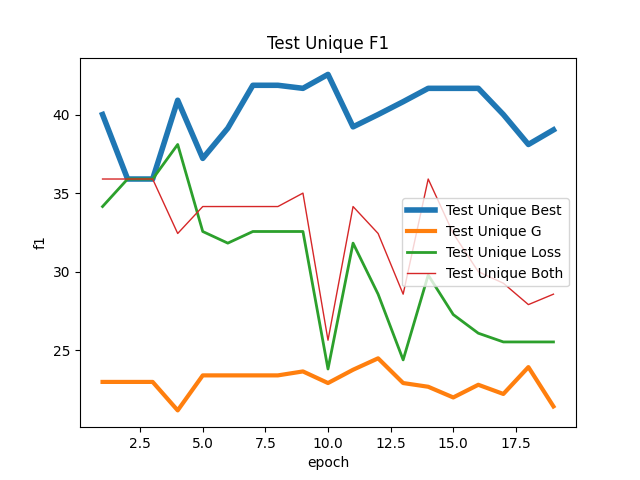 Test Unique F1
f1
40
35
30
25
Test Unique Best
Test Unique G
Test Unique Loss
Test Unique Both
2.5 5.0 7.5 10.0 12.5 15.0 17.5
epoch